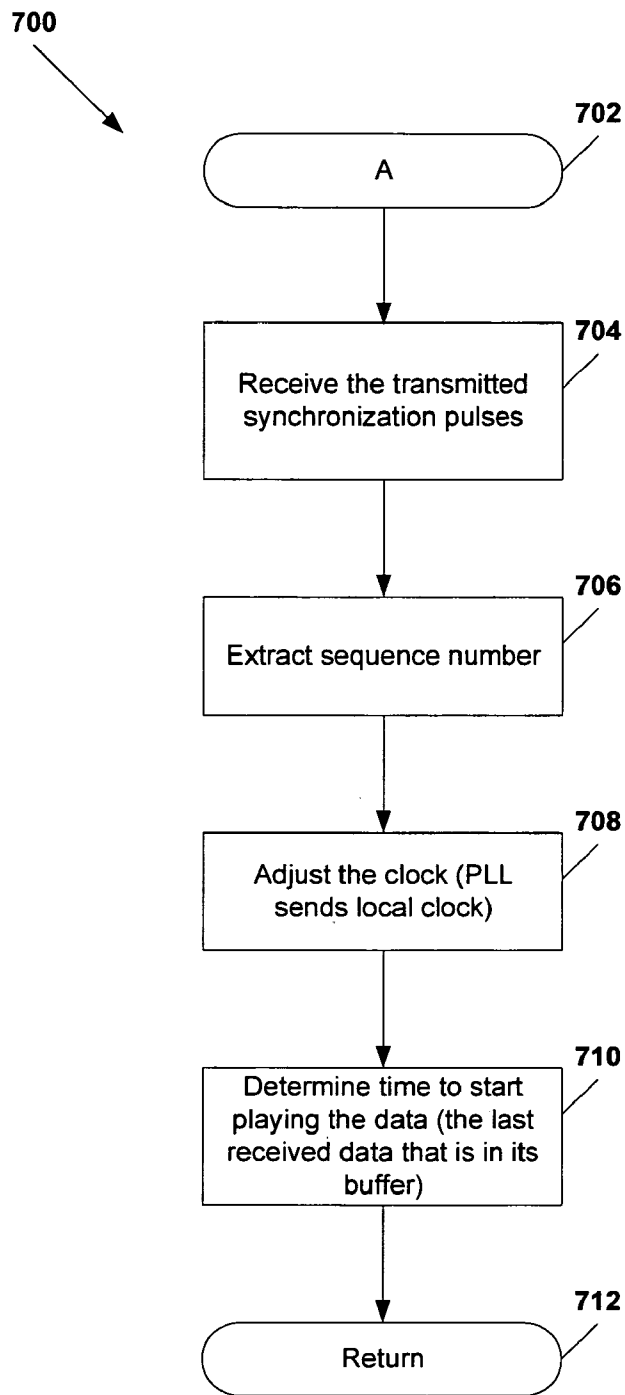 700
702
A
704
Receive the transmitted
synchronization pulses
706
Extract sequence number
708
Adjust the clock (PLL
sends local clock)
710
Determine time to start
playing the data (the last
received data that is in its
buffer)
712
Return